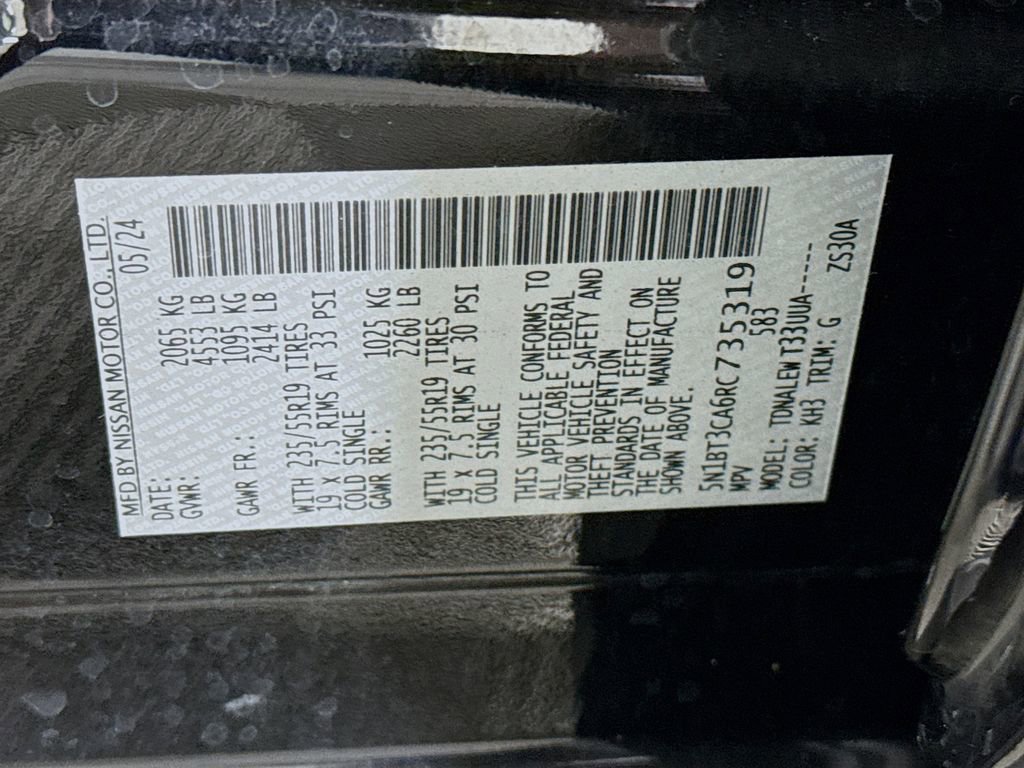 MFD BY NISSAN MOTOR CO., LTD.
DATE: 05/24
GVWR: 2065 KG
4553 LB
GAWR FR.: 1095 KG
2414 LB
WITH 235/55R19 TIRES
19 X 7.5 RIMS AT 33 PSI
COLD SINGLE
GAWR RR.: 1025 KG
2260 LB
WITH 235/55R19 TIRES
19 X 7.5 RIMS AT 30 PSI
COLD SINGLE
THIS VEHICLE CONFORMS TO
ALL APPLICABLE FEDERAL
MOTOR VEHICLE SAFETY AND
THEFT PREVENTION
STANDARDS IN EFFECT ON
THE DATE OF MANUFACTURE
SHOWN ABOVE.
5N1BT3CA6RC735319
MPV 583
MODEL: TDNALEWT33UUA-----
COLOR: KH3 TRIM: G ZS30A